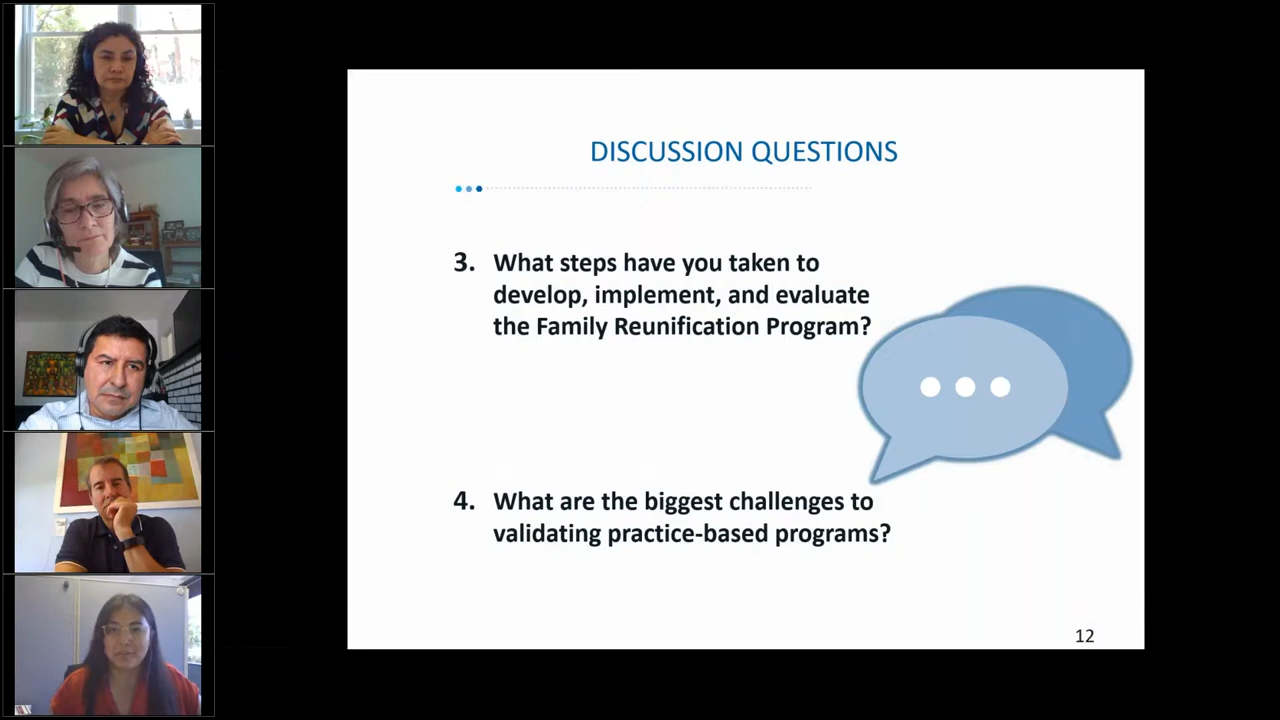 DISCUSSION QUESTIONS
3. What steps have you taken to
develop, implement, and evaluate
the Family Reunification Program?
4. What are the biggest challenges to
validating practice-based programs?
12